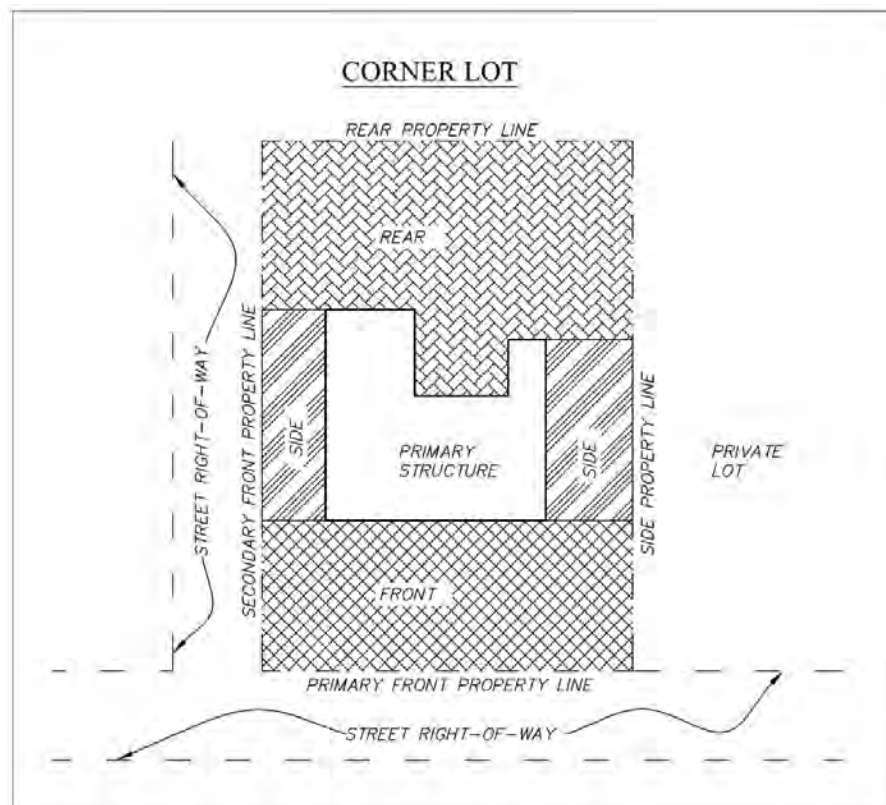 CORNER LOT
REAR PROPERTY LINE
REAR
STREET RIGHT-OF-WAY
SECONDARY FRONT PROPERTY LINE
SIDE
PRIMARY
STRUCTURE
SIDE
SIDE PROPERTY LINE
PRIVATE
LOT
FRONT
PRIMARY FRONT PROPERTY LINE
STREET RIGHT-OF-WAY